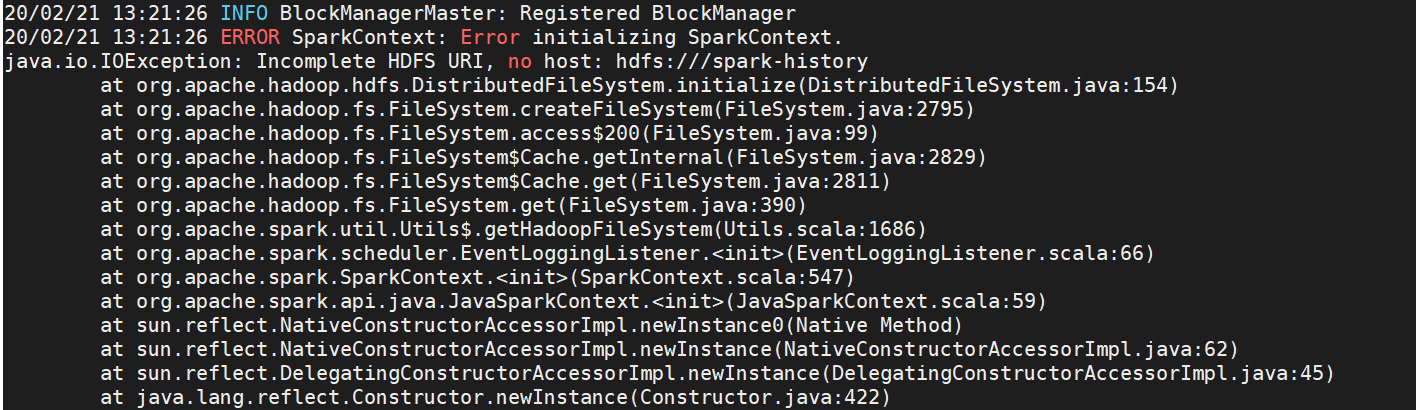 20/02/21 13:21:26 INFO BlockManagerMaster: Registered BlockManager
20/02/21 13:21:26 ERROR SparkContext: Error initializing SparkContext.
java.io.IOException: Incomplete HDFS URI, no host: hdfs:///spark-history
at org.apache.hadoop.hdfs.DistributedFileSystem.initialize(DistributedFileSystem.java:154)
at org.apache.hadoop.fs.FileSystem.createFileSystem(FileSystem.java:2795)
at org.apache.hadoop.fs.FileSystem.access$200(FileSystem.java:99)
at org.apache.hadoop.fs.FileSystem$Cache.getInternal(FileSystem.java:2829)
at org.apache.hadoop.fs.FileSystem$Cache.get(FileSystem.java:2811)
at org.apache.hadoop.fs.FileSystem.get(FileSystem.java:390)
at org.apache.spark.util.Utils$.getHadoopFileSystem(Utils.scala:1686)
at org.apache.spark.scheduler.EventLoggingListener.<init>(EventLoggingListener.scala:66)
at org.apache.spark.SparkContext.<init>(SparkContext.scala:547)
at org.apache.spark.api.java.JavaSparkContext.<init>(JavaSparkContext.scala:59)
at sun.reflect.NativeConstructorAccessorImpl.newInstance0(Native Method)
at sun.reflect.NativeConstructorAccessorImpl.newInstance(NativeConstructorAccessorImpl.java:62)
at sun.reflect.DelegatingConstructorAccessorImpl.newInstance(DelegatingConstructorAccessorImpl.java:45)
at java.lang.reflect.Constructor.newInstance(Constructor.java:422)